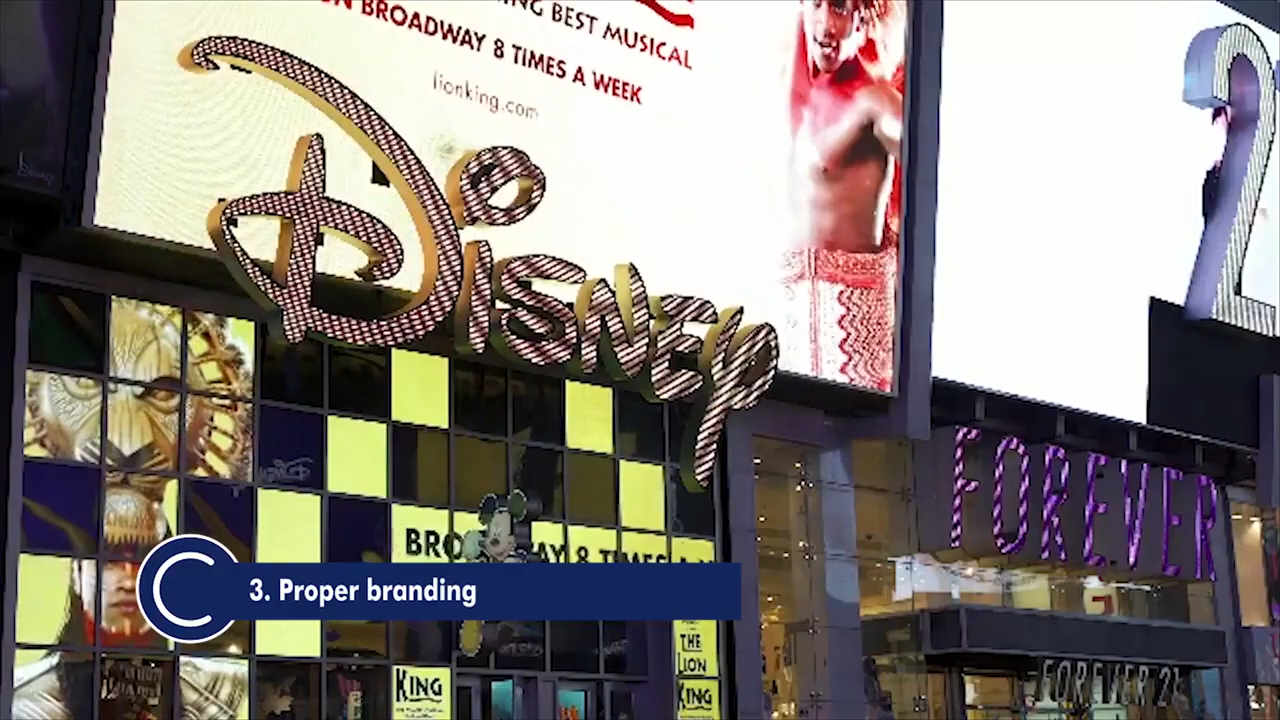 BEST MUSICAL
BROADWAY 8 TIMES A WEEK
lionking.com
DISNEY
2
FOREVER
C
3. Proper branding
THE
LION
KING
KING
FOREVER 21